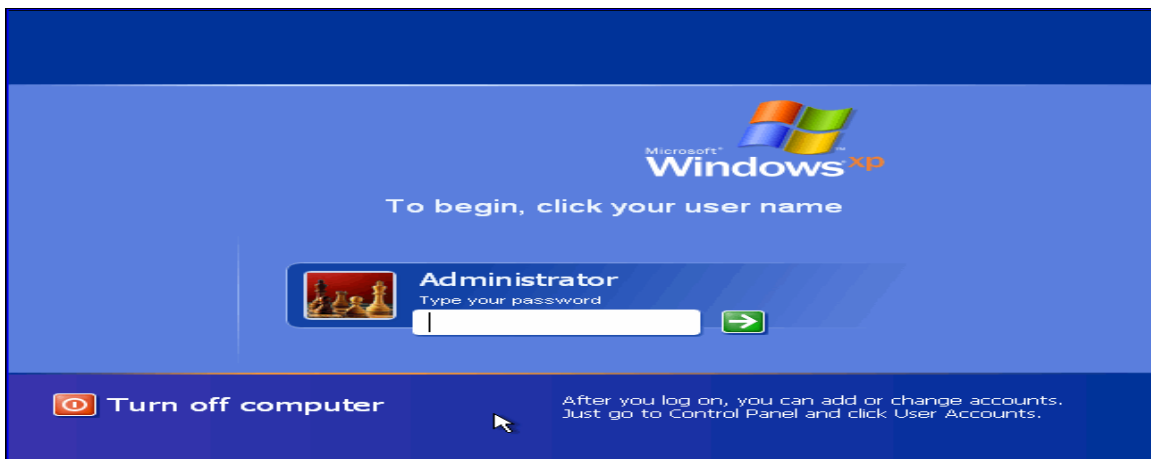 Microsoft®
Windows xp™
To begin, click your user name
Administrator
Type your password
Turn off computer
After you log on, you can add or change accounts.
Just go to Control Panel and click User Accounts.